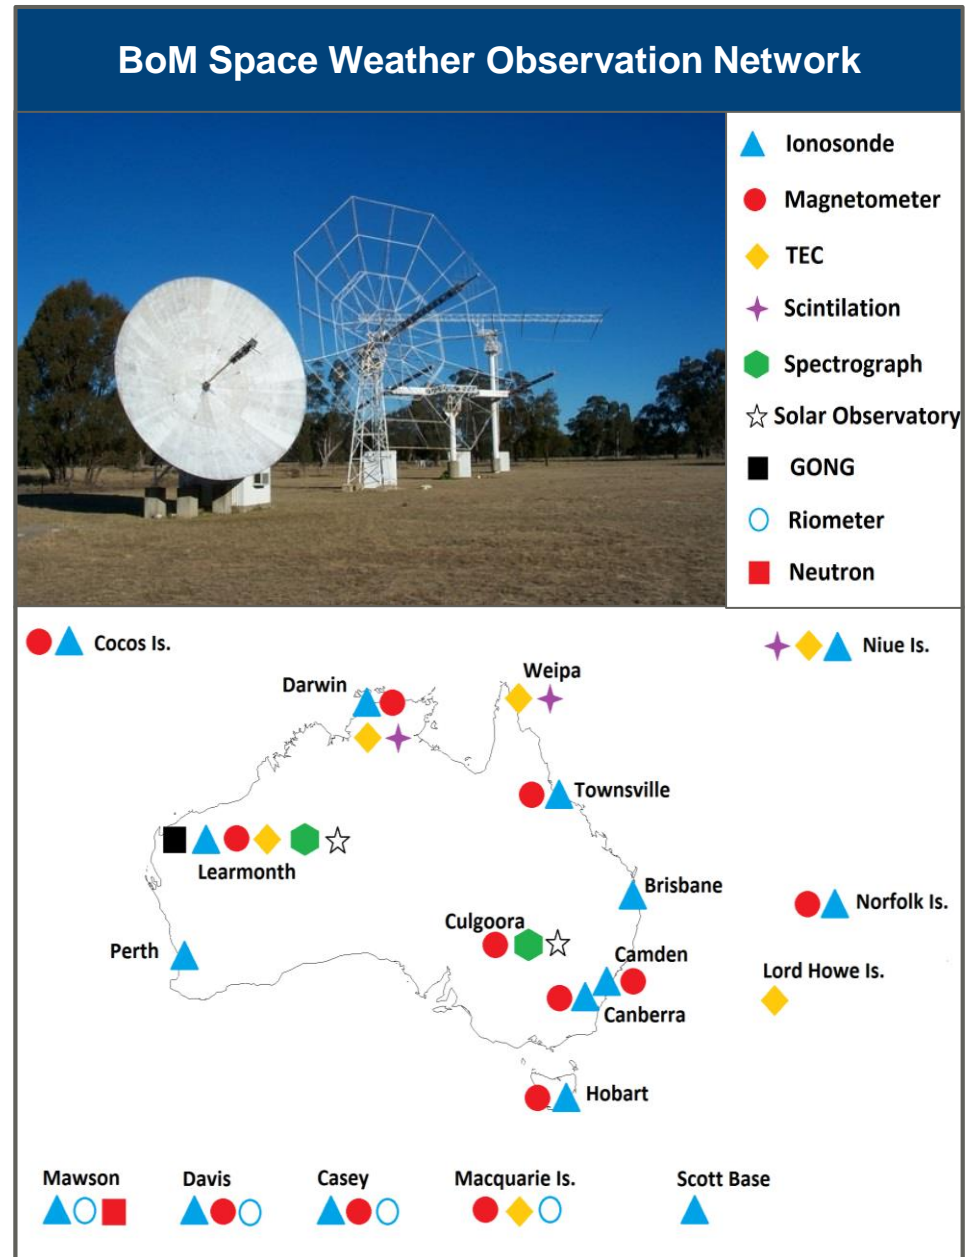 BoM Space Weather Observation Network
Ionosonde
Magnetometer
TEC
Scintilation
Spectrograph
Solar Observatory
GONG
Riometer
Neutron
Cocos Is.
Niue Is.
Weipa
Darwin
Townsville
Learmonth
Brisbane
Norfolk Is.
Culgoora
Perth
Camden
Lord Howe Is.
Canberra
Hobart
Mawson
Davis
Casey
Macquarie Is.
Scott Base